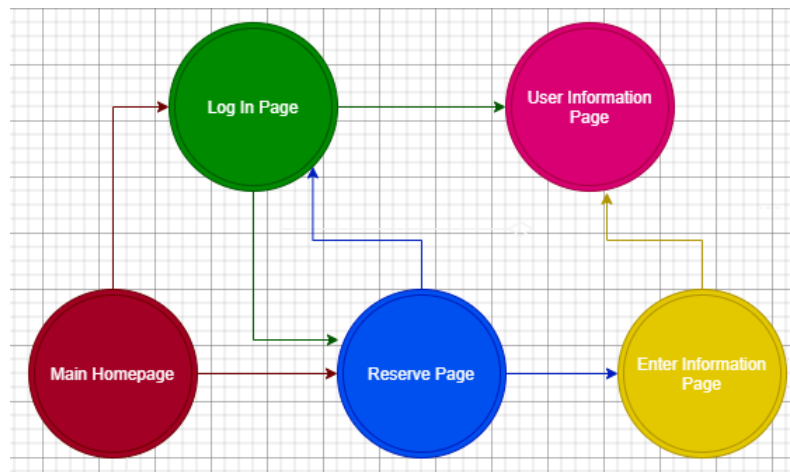 Log In Page
User Information
Page
Main Homepage
Reserve Page
Enter Information
Page